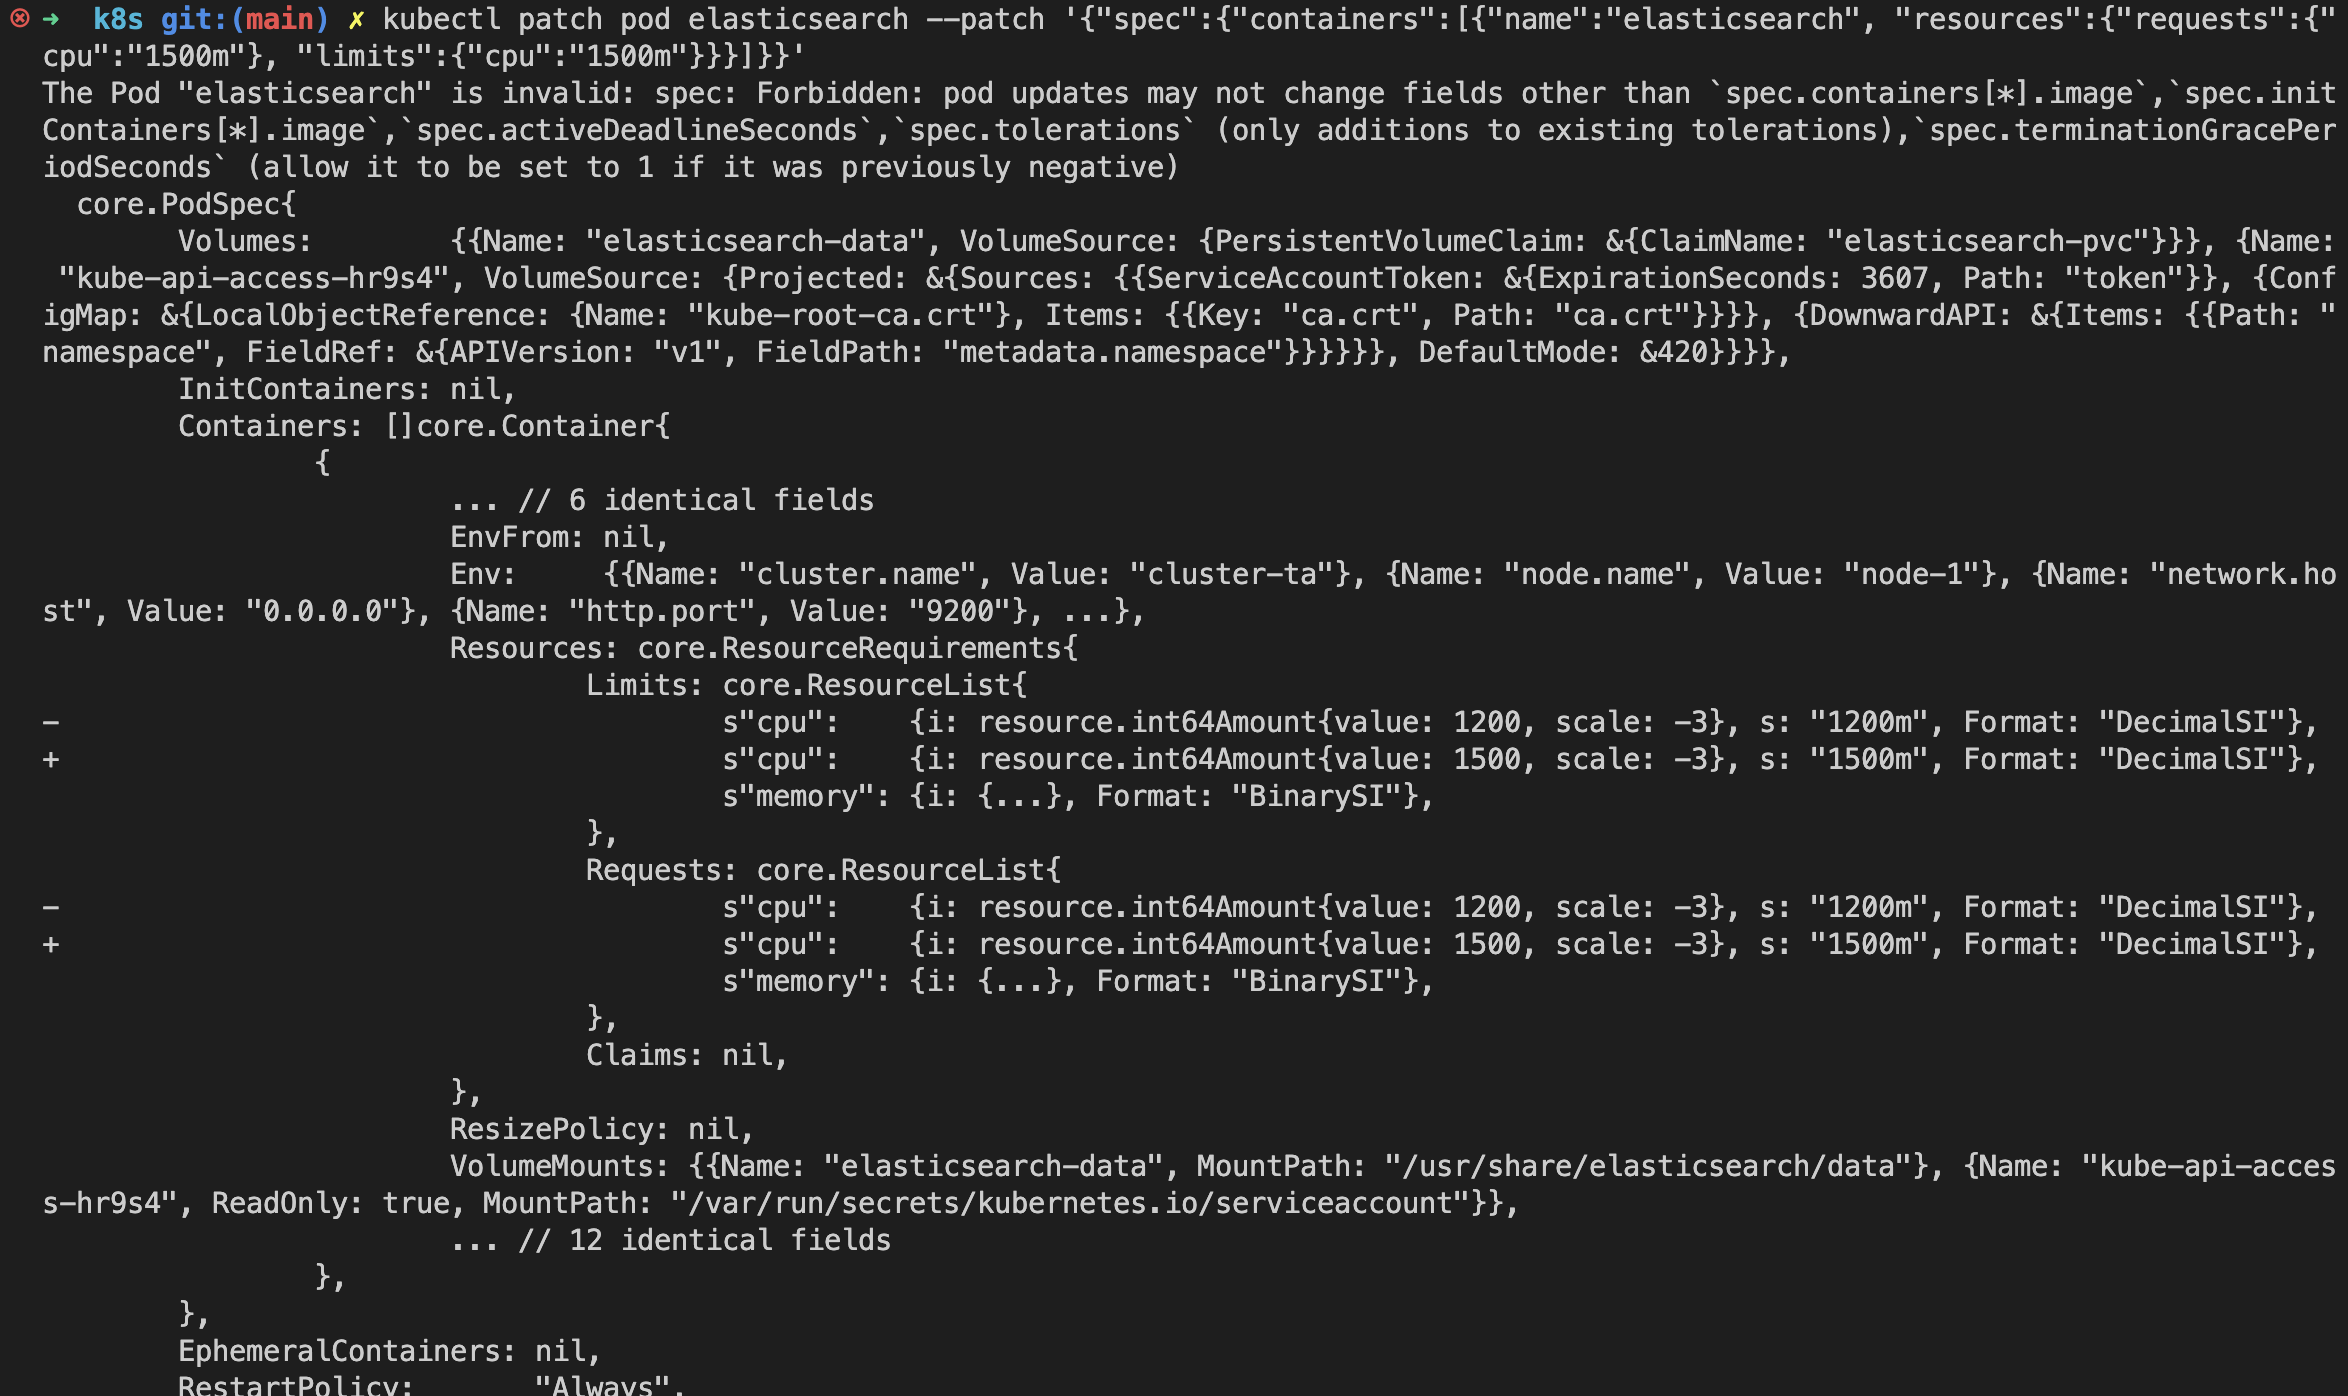 ➜  k8s git:(main) ✗ kubectl patch pod elasticsearch --patch '{"spec":{"containers":[{"name":"elasticsearch", "resources":{"requests":{"
cpu":"1500m"}, "limits":{"cpu":"1500m"}}}]}}'
The Pod "elasticsearch" is invalid: spec: Forbidden: pod updates may not change fields other than `spec.containers[*].image`,`spec.init
Containers[*].image`,`spec.activeDeadlineSeconds`,`spec.tolerations` (only additions to existing tolerations),`spec.terminationGracePer
iodSeconds` (allow it to be set to 1 if it was previously negative)
  core.PodSpec{
        Volumes:        {{Name: "elasticsearch-data", VolumeSource: {PersistentVolumeClaim: &{ClaimName: "elasticsearch-pvc"}}}, {Name:
 "kube-api-access-hr9s4", VolumeSource: {Projected: &{Sources: {{ServiceAccountToken: &{ExpirationSeconds: 3607, Path: "token"}}, {Conf
igMap: &{LocalObjectReference: {Name: "kube-root-ca.crt"}, Items: {{Key: "ca.crt", Path: "ca.crt"}}}}, {DownwardAPI: &{Items: {{Path: "
namespace", FieldRef: &{APIVersion: "v1", FieldPath: "metadata.namespace"}}}}}}, DefaultMode: &420}}}},
        InitContainers: nil,
        Containers: []core.Container{
                {
                        ... // 6 identical fields
                        EnvFrom: nil,
                        Env:     {{Name: "cluster.name", Value: "cluster-ta"}, {Name: "node.name", Value: "node-1"}, {Name: "network.ho
st", Value: "0.0.0.0"}, {Name: "http.port", Value: "9200"}, ...},
                        Resources: core.ResourceRequirements{
                                Limits: core.ResourceList{
-                                       s"cpu":    {i: resource.int64Amount{value: 1200, scale: -3}, s: "1200m", Format: "DecimalSI"},
+                                       s"cpu":    {i: resource.int64Amount{value: 1500, scale: -3}, s: "1500m", Format: "DecimalSI"},
                                        s"memory": {i: {...}, Format: "BinarySI"},
                                },
                                Requests: core.ResourceList{
-                                       s"cpu":    {i: resource.int64Amount{value: 1200, scale: -3}, s: "1200m", Format: "DecimalSI"},
+                                       s"cpu":    {i: resource.int64Amount{value: 1500, scale: -3}, s: "1500m", Format: "DecimalSI"},
                                        s"memory": {i: {...}, Format: "BinarySI"},
                                },
                                Claims: nil,
                        },
                        ResizePolicy: nil,
                        VolumeMounts: {{Name: "elasticsearch-data", MountPath: "/usr/share/elasticsearch/data"}, {Name: "kube-api-acces
s-hr9s4", ReadOnly: true, MountPath: "/var/run/secrets/kubernetes.io/serviceaccount"}},
                        ... // 12 identical fields
                },
        },
        EphemeralContainers: nil,
        RestartPolicy:       "Always",